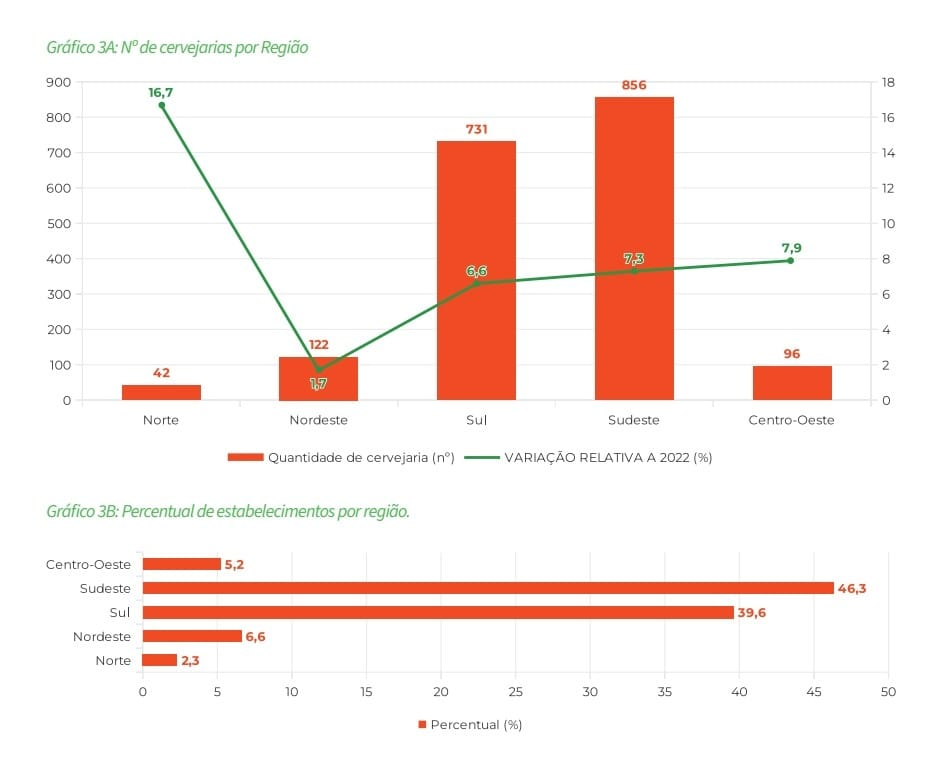 Gráfico 3A: Nº de cervejarias por Região
900 18
16,7 856
800 16
731
700 14
600 12
500 10
7,9
400 8
6,6 7,3
300 6
122
200 4
42 96
100 2
1,7
0 0
Norte Nordeste Sul Sudeste Centro-Oeste
Quantidade de cervejaria (nº) VARIAÇÃO RELATIVA A 2022 (%)
Gráfico 3B: Percentual de estabelecimentos por região.
Centro-Oeste 5,2
Sudeste 46,3
Sul 39,6
Nordeste 6,6
Norte 2,3
0 5 10 15 20 25 30 35 40 45 50
Percentual (%)